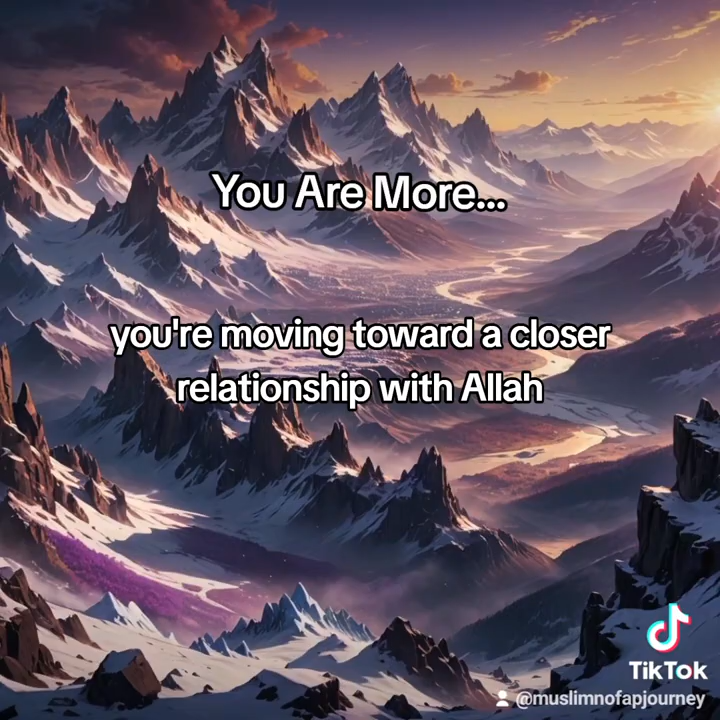 You Are More...
you're moving toward a closer
relationship with Allah
TikTok
@muslimnofapjourney